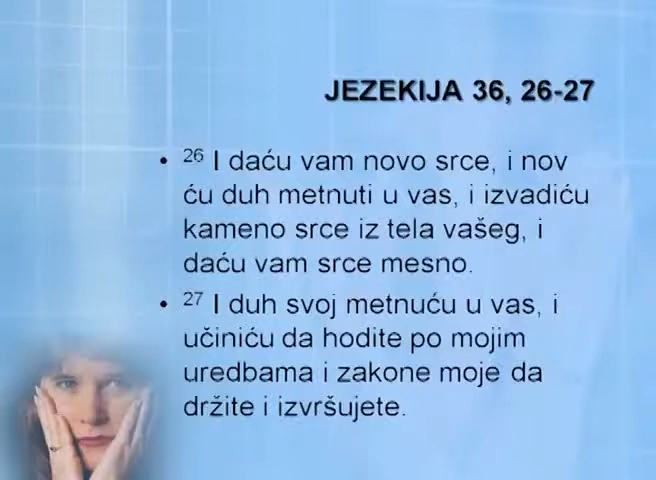 JEZEKIJA 36, 26-27
• 26 I daću vam novo srce, i nov
ću duh metnuti u vas, i izvadiću
kameno srce iz tela vašeg, i
daću vam srce mesno.
• 27 I duh svoj metnuću u vas, i
učiniću da hodite po mojim
uredbama i zakone moje da
držite i izvršujete.